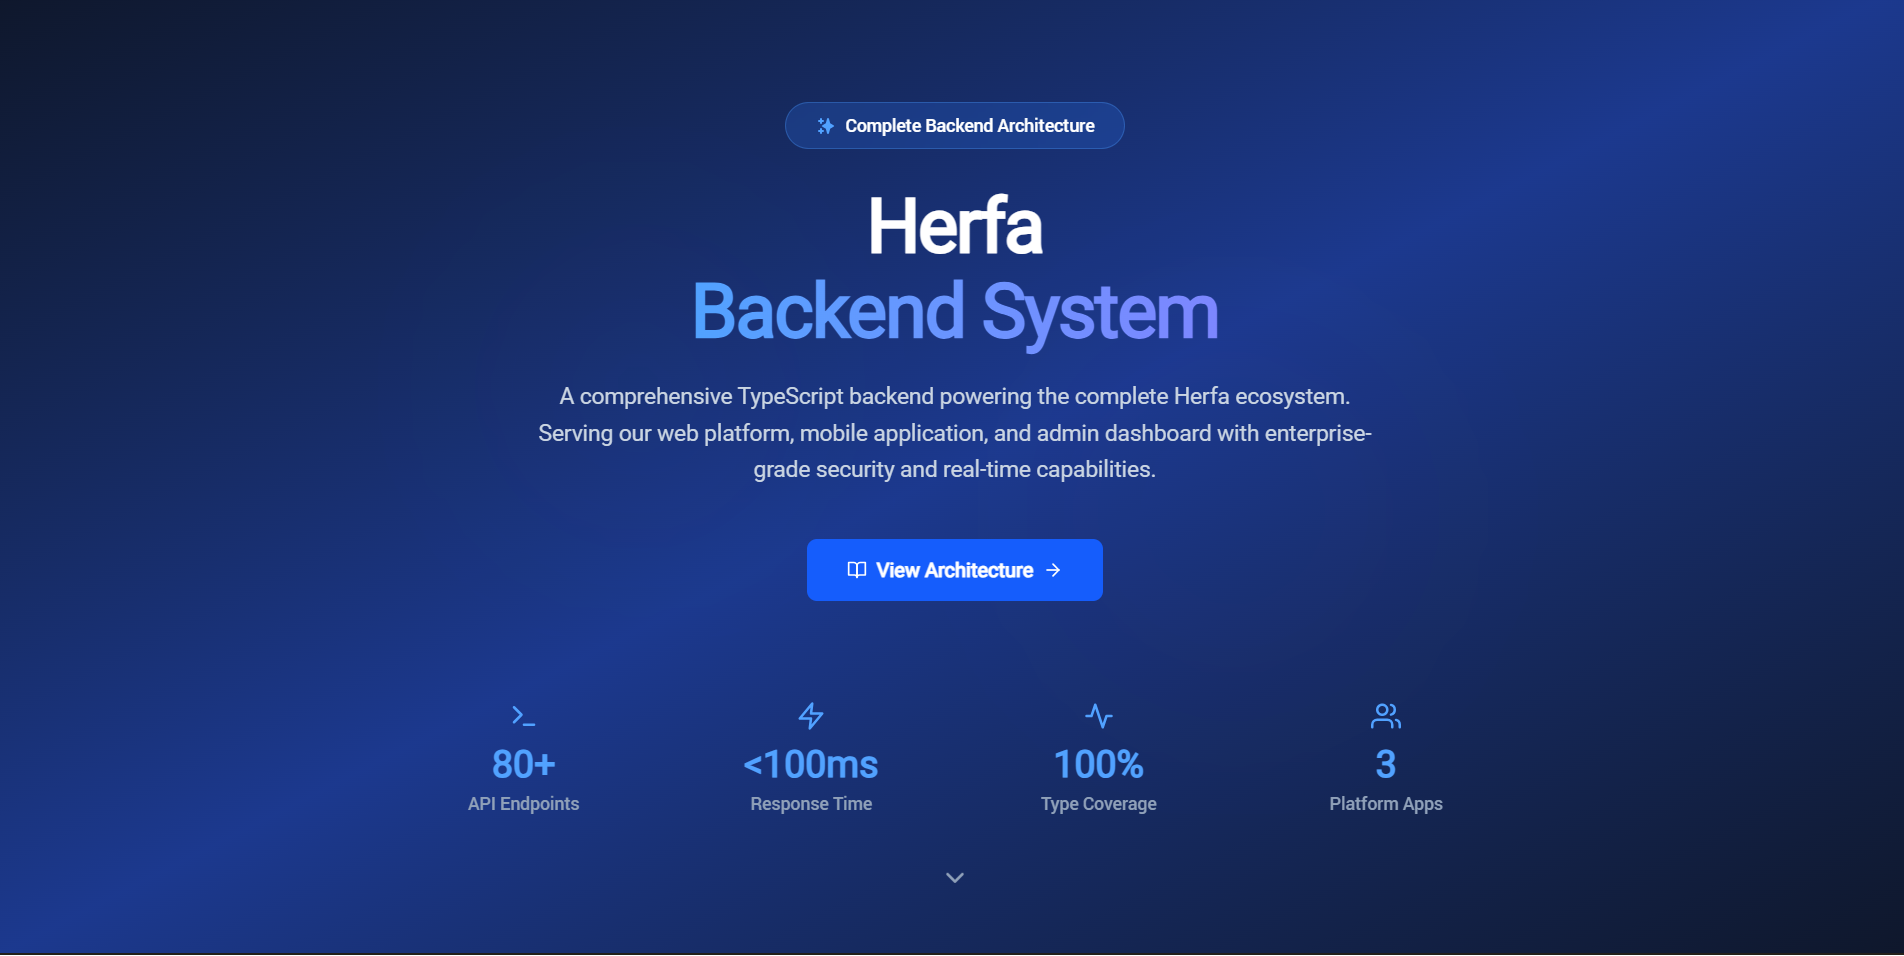 Complete Backend Architecture
Herfa
Backend System
A comprehensive TypeScript backend powering the complete Herfa ecosystem.
Serving our web platform, mobile application, and admin dashboard with enterprise-
grade security and real-time capabilities.
View Architecture
80+
API Endpoints
<100ms
Response Time
100%
Type Coverage
3
Platform Apps